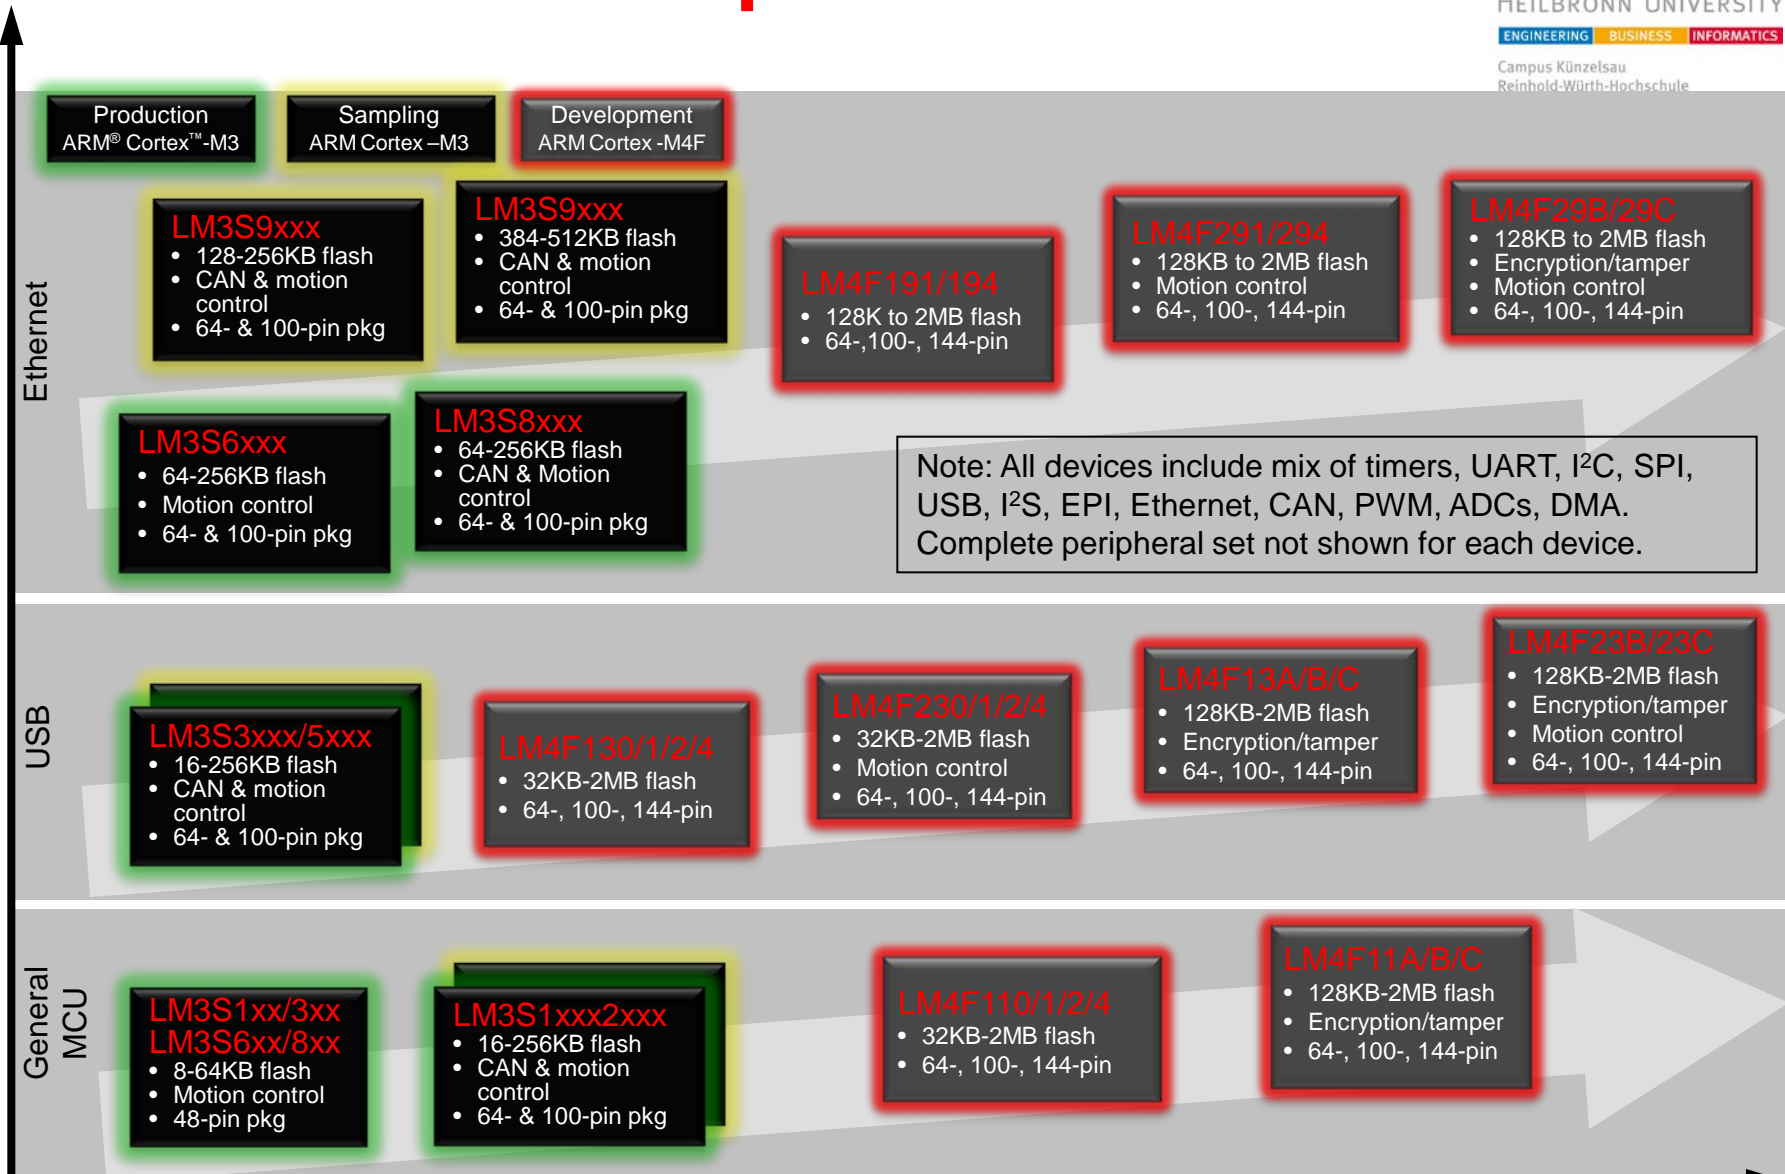 HEILBRONN UNIVERSITY
ENGINEERING BUSINESS INFORMATICS
Campus Künzelsau
Reinhold-Würth-Hochschule
Production
ARM® Cortex™-M3
Sampling
ARM Cortex –M3
Development
ARM Cortex -M4F
Ethernet
LM3S9xxx
• 128-256KB flash
• CAN & motion
control
• 64- & 100-pin pkg
LM3S9xxx
• 384-512KB flash
• CAN & motion
control
• 64- & 100-pin pkg
LM4F191/194
• 128K to 2MB flash
• 64-,100-, 144-pin
LM4F291/294
• 128KB to 2MB flash
• Motion control
• 64-, 100-, 144-pin
LM4F29B/29C
• 128KB to 2MB flash
• Encryption/tamper
• Motion control
• 64-, 100-, 144-pin
LM3S6xxx
• 64-256KB flash
• Motion control
• 64- & 100-pin pkg
LM3S8xxx
• 64-256KB flash
• CAN & Motion
control
• 64- & 100-pin pkg
Note: All devices include mix of timers, UART, I²C, SPI,
USB, I²S, EPI, Ethernet, CAN, PWM, ADCs, DMA.
Complete peripheral set not shown for each device.
USB
LM3S3xxx/5xxx
• 16-256KB flash
• CAN & motion
control
• 64- & 100-pin pkg
LM4F130/1/2/4
• 32KB-2MB flash
• 64-, 100-, 144-pin
LM4F230/1/2/4
• 32KB-2MB flash
• Motion control
• 64-, 100-, 144-pin
LM4F13A/B/C
• 128KB-2MB flash
• Encryption/tamper
• 64-, 100-, 144-pin
LM4F23B/23C
• 128KB-2MB flash
• Encryption/tamper
• Motion control
• 64-, 100-, 144-pin
General
MCU
LM3S1xx/3xx
LM3S6xx/8xx
• 8-64KB flash
• Motion control
• 48-pin pkg
LM3S1xxx2xxx
• 16-256KB flash
• CAN & motion
control
• 64- & 100-pin pkg
LM4F110/1/2/4
• 32KB-2MB flash
• 64-, 100-, 144-pin
LM4F11A/B/C
• 128KB-2MB flash
• Encryption/tamper
• 64-, 100-, 144-pin